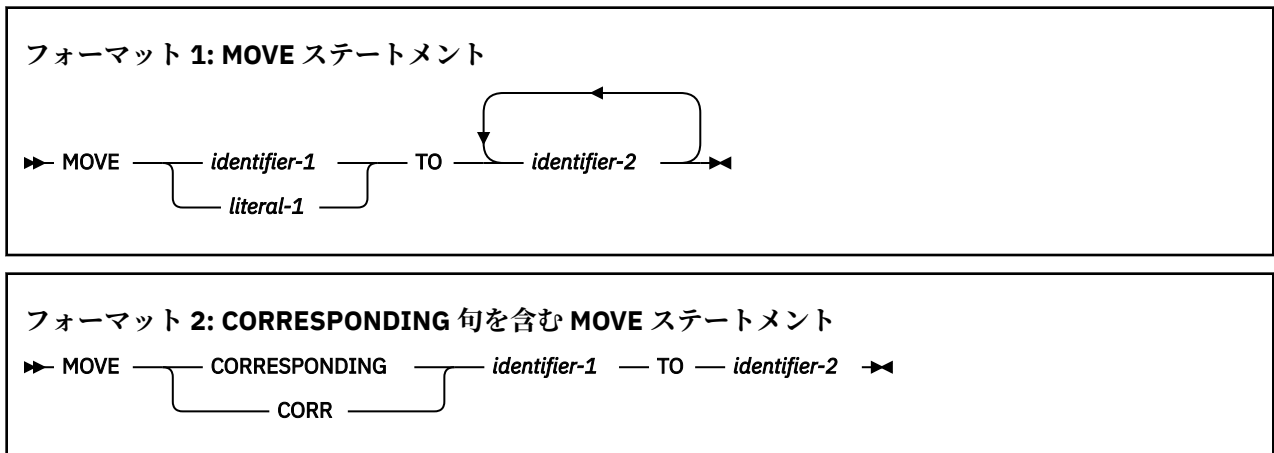 フォーマット 1: MOVE ステートメント
MOVE identifier-1 TO identifier-2
literal-1
フォーマット 2: CORRESPONDING 句を含む MOVE ステートメント
MOVE CORRESPONDING identifier-1 TO identifier-2
CORR